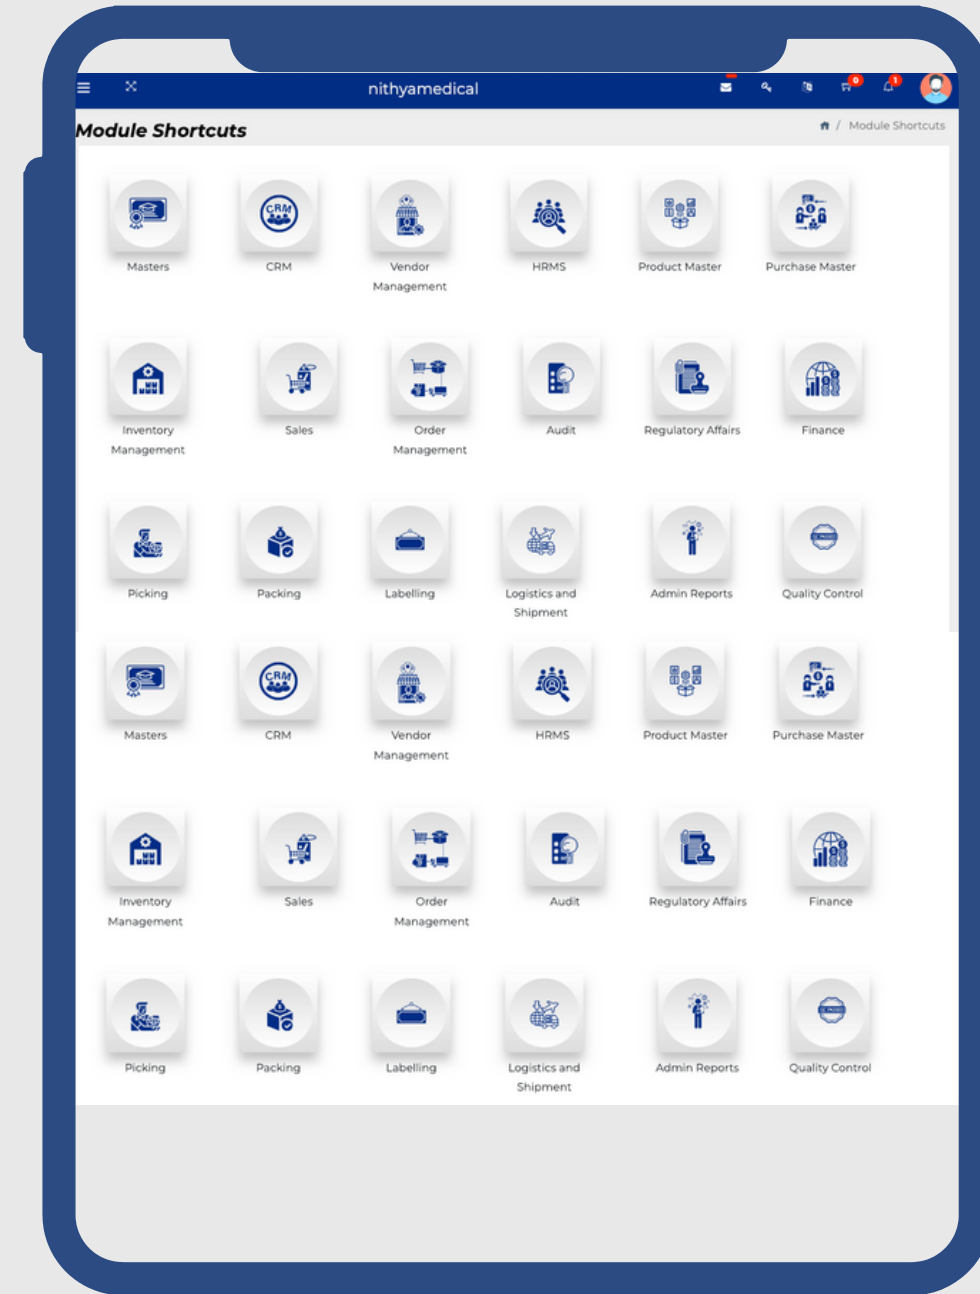 nithyamedical
0
1
Module Shortcuts
/ Module Shortcuts
CRM
Masters
CRM
Vendor
Management
HRMS
Product Master
Purchase Master
Inventory
Management
Sales
Order
Management
Audit
Regulatory Affairs
Finance
Picking
Packing
Labelling
Logistics and
Shipment
Admin Reports
Quality Control
CRM
Masters
CRM
Vendor
Management
HRMS
Product Master
Purchase Master
Inventory
Management
Sales
Order
Management
Audit
Regulatory Affairs
Finance
Picking
Packing
Labelling
Logistics and
Shipment
Admin Reports
Quality Control